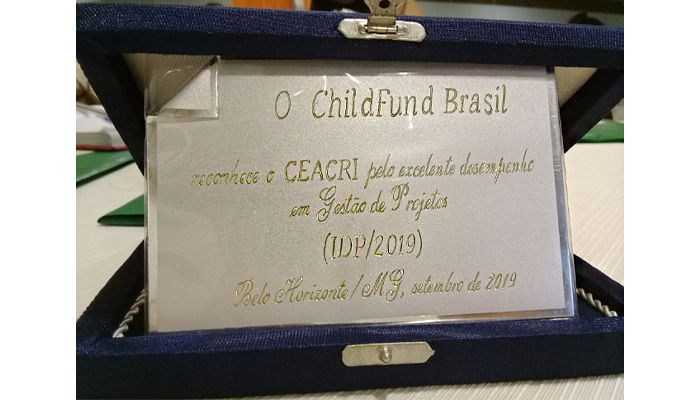 O ChildFund Brasil
reconhece o CEACRI pelo excelente desempenho
em Gestão de Projetos
(IDP/2019)
Belo Horizonte/MG, setembro de 2019